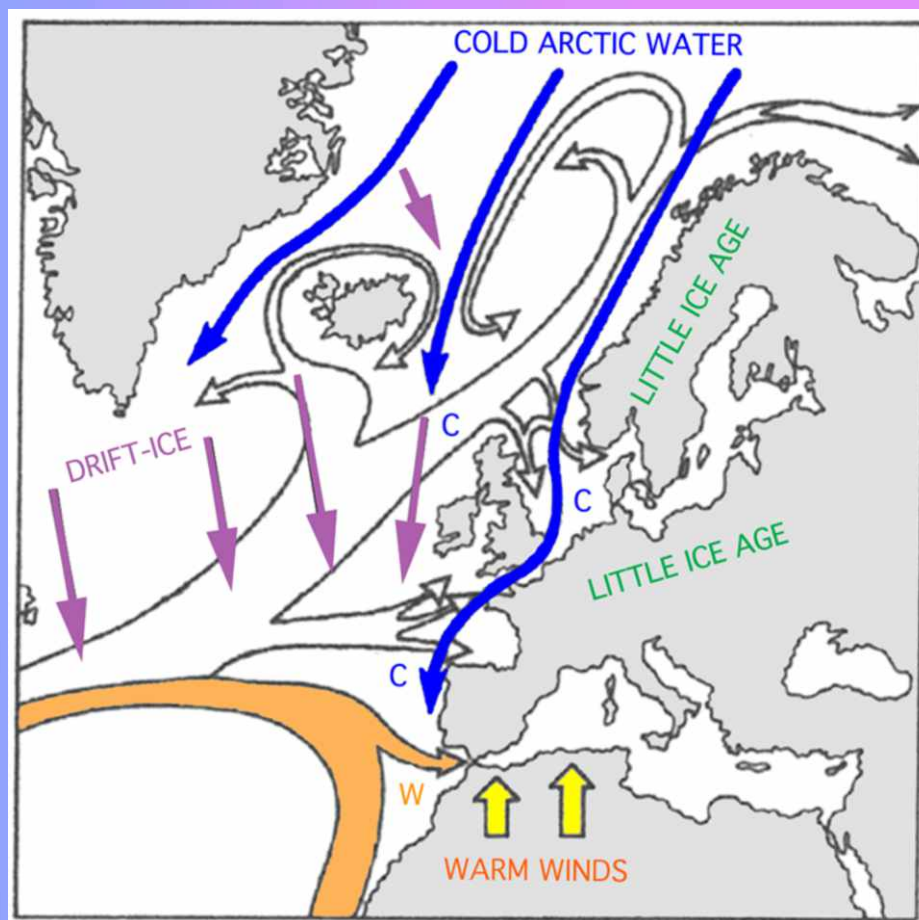 COLD ARCTIC WATER
LITTLE ICE AGE
C
DRIFT-ICE
C
LITTLE ICE AGE
C
W
WARM WINDS